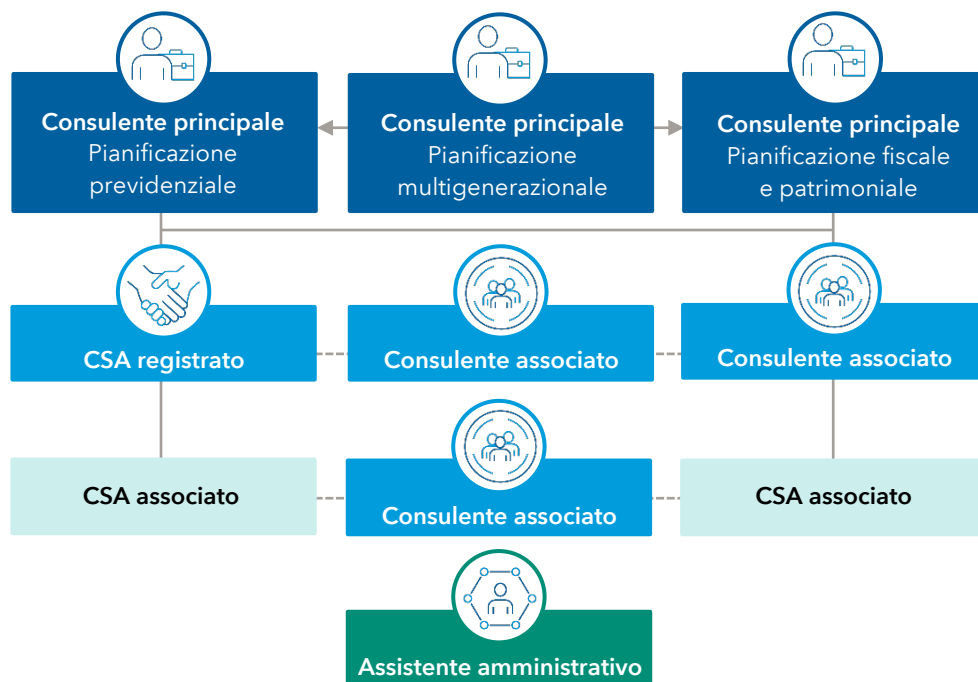 Consulente principale
Pianificazione
previdenziale
Consulente principale
Pianificazione
multigenerazionale
Consulente principale
Pianificazione fiscale
e patrimoniale
CSA registrato
Consulente associato
Consulente associato
CSA associato
Consulente associato
CSA associato
Assistente amministrativo